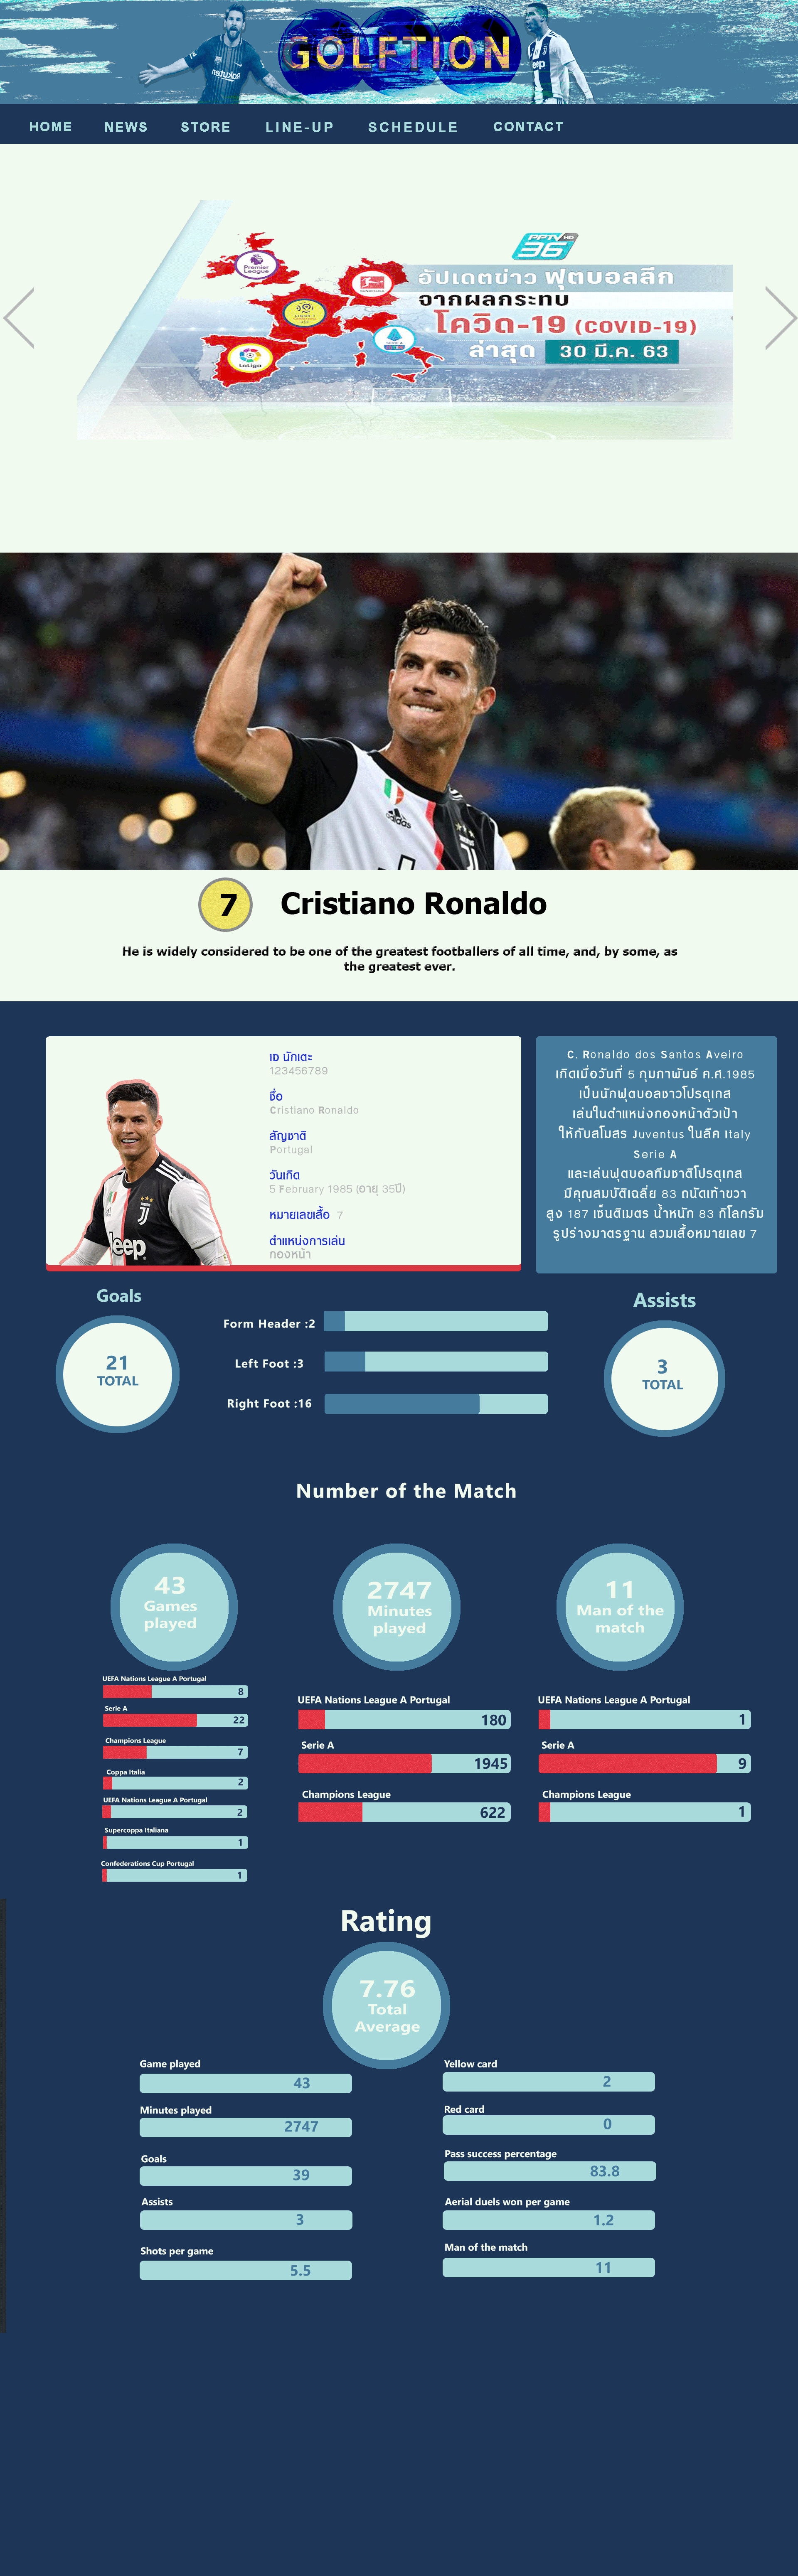 GOLFTION
HOME NEWS STORE LINE-UP SCHEDULE CONTACT
PPTV HD 36
Premier League
อัปเดตข่าว ฟุตบอลลีก
จากผลกระทบ
โควิด-19 (COVID-19)
LaLiga
ล่าสุด 30 มี.ค. 63
adidas
7 Cristiano Ronaldo
He is widely considered to be one of the greatest footballers of all time, and, by some, as
the greatest ever.
ไอ นักเตะ
123456789
ชื่อ
Cristiano Ronaldo
สัญชาติ
Portugal
วันเกิด
5 February 1985 (อายุ 35ปี)
หมายเลขเสื้อ 7
ตำแหน่งการเล่น
กองหน้า
Jeep
C. Ronaldo dos Santos Aveiro
เกิดเมื่อวันที่ 5 กุมภาพันธ์ ค.ศ.1985
เป็นนักฟุตบอลชาวโปรตุเกส
เล่นในตำแหน่งกองหน้าตัวเป้า
ให้กับสโมสร Juventus ในลีค Italy
Serie A
และเล่นฟุตบอลทีมชาติโปรตุเกส
มีคุณสมบัติเฉลี่ย 83 ถนัดเท้าขวา
สูง 187 เซ็นติเมตร น้ำหนัก 83 กิโลกรัม
รูปร่างมาตรฐาน สวมเสื้อหมายเลข 7
Goals
21
TOTAL
Form Header :2
Left Foot :3
Right Foot :16
Assists
3
TOTAL
Number of the Match
43
Games
played
UEFA Nations League A Portugal
8
Serie A
22
Champions League
7
Coppa Italia
2
UEFA Nations League A Portugal
2
Supercoppa Italiana
1
Confederations Cup Portugal
1
2747
Minutes
played
UEFA Nations League A Portugal
180
Serie A
1945
Champions League
622
11
Man of the
match
UEFA Nations League A Portugal
1
Serie A
9
Champions League
1
Rating
7.76
Total
Average
Game played
43
Minutes played
2747
Goals
39
Assists
3
Shots per game
5.5
Yellow card
2
Red card
0
Pass success percentage
83.8
Aerial duels won per game
1.2
Man of the match
11